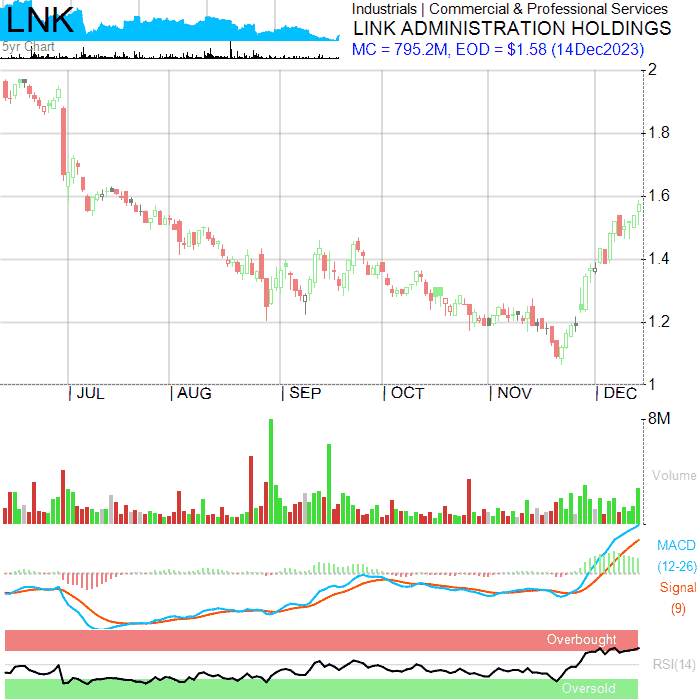 LNK
5yr Chart
Industrials | Commercial & Professional Services
LINK ADMINISTRATION HOLDINGS
MC = 795.2M, EOD = $1.58 (14Dec2023)
2
1.8
1.6
1.4
1.2
1
JUL AUG SEP OCT NOV DEC
8M
Volume
MACD
(12-26)
Signal
(9)
Overbought
RSI(14)
Oversold